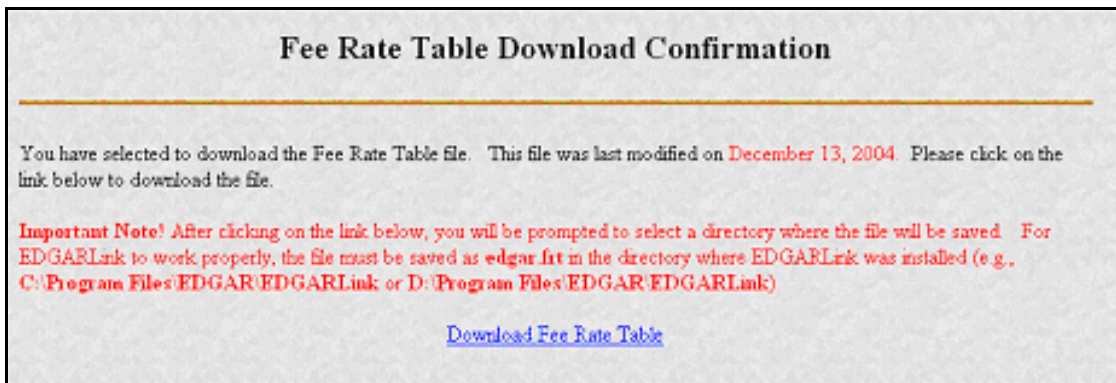 Fee Rate Table Download Confirmation
You have selected to download the Fee Rate Table file. This file was last modified on December 13, 2004. Please click on the
link below to download the file.
Important Note! After clicking on the link below, you will be prompted to select a directory where the file will be saved. For
EDGARLink to work properly, the file must be saved as edgar.frt in the directory where EDGARLink was installed (e.g.,
C:\Program Files\EDGAR\EDGARLink or D:\Program Files\EDGAR\EDGARLink)
Download Fee Rate Table